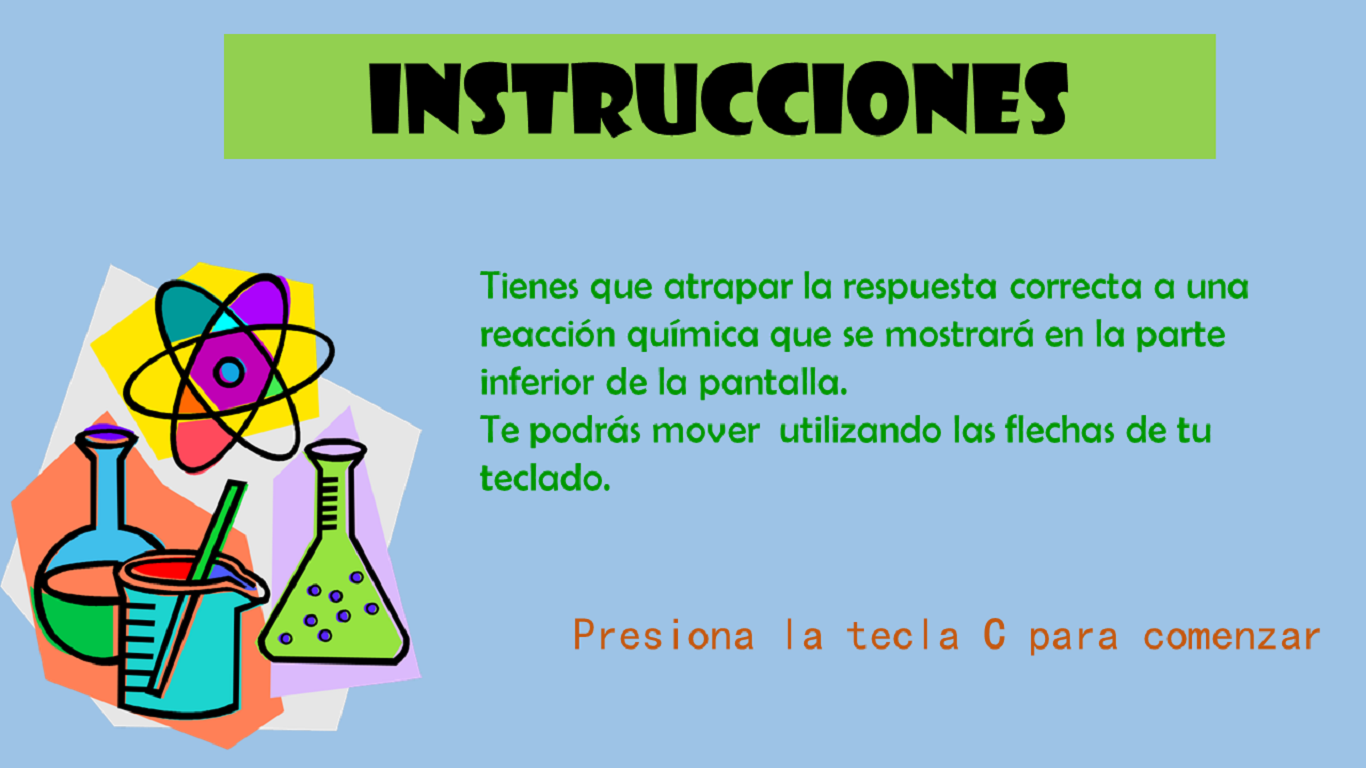 INSTRUCCIONES
Tienes que atrapar la respuesta correcta a una
reacción química que se mostrará en la parte
inferior de la pantalla.
Te podrás mover utilizando las flechas de tu
teclado.
Presiona la tecla C para comenzar